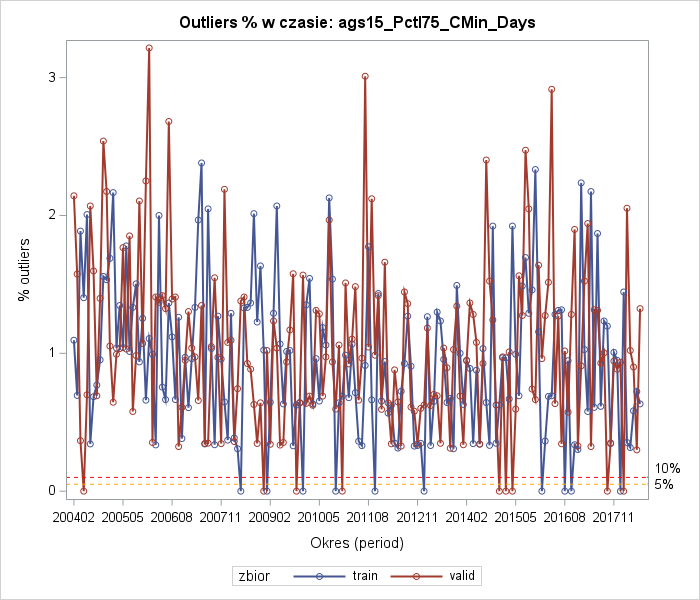 Outliers % w czasie: ags15_Pctl75_CMin_Days
% outliers
3
2
1
0
10%
5%
200402 200505 200608 200711 200902 201005 201108 201211 201402 201505 201608 201711
Okres (period)
zbior train valid